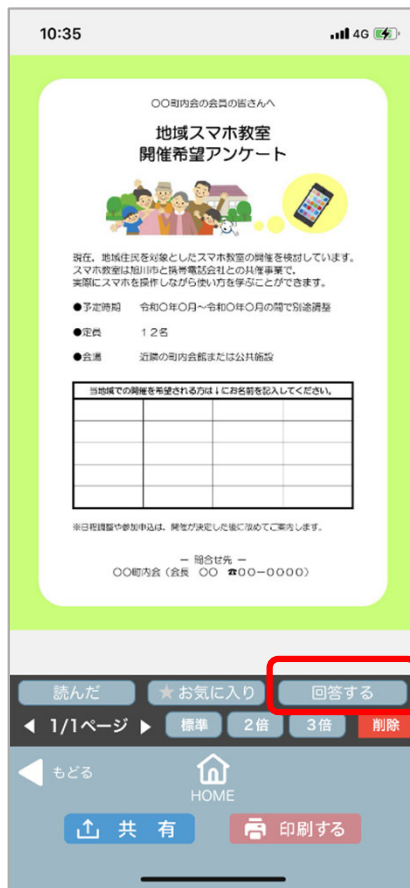 10:35
4G
○○町内会の会員の皆さんへ
地域スマホ教室
開催希望アンケート
現在，地域住民を対象としたスマホ教室の開催を検討しています。
スマホ教室は旭川市と携帯電話会社との共催事業で，
実際にスマホを操作しながら使い方を学ぶことができます。
●予定時期　令和○年○月～令和○年○月の間で別途調整
●定員　１２名
●会場　近隣の町内会館または公共施設
当地域での開催を希望される方は↓にお名前を記入してください。
※日程調整や参加申込は、開催が決定した後に改めてご案内します。
― 問合せ先 ―
○○町内会（会長　○○　☎○○-○○○○）
読んだ　★お気に入り　回答する
◀ 1/1ページ ▶　標準　２倍　３倍　削除
もどる
HOME
共　有　印刷する